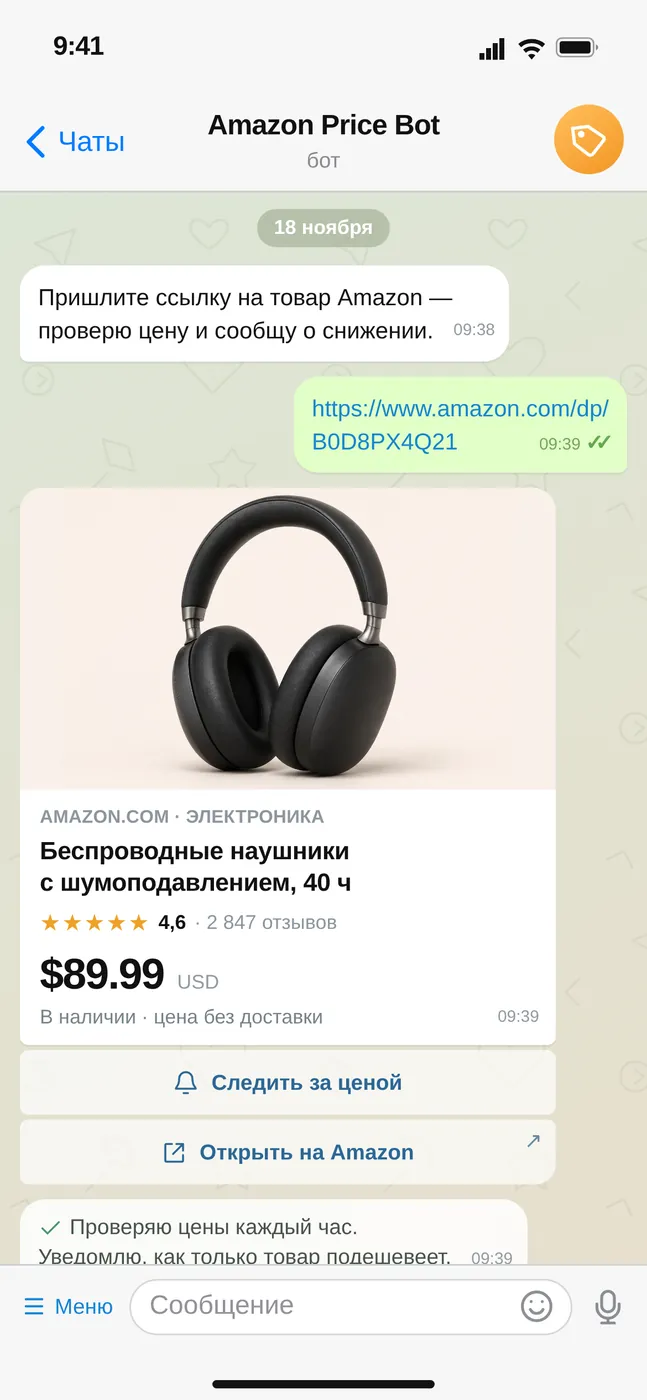 9:41
Чаты
Amazon Price Bot
бот
18 ноября
Пришлите ссылку на товар Amazon —
проверю цену и сообщу о снижении. 09:38
https://www.amazon.com/dp/
B0D8PX4Q21 09:39
AMAZON.COM · ЭЛЕКТРОНИКА
Беспроводные наушники
с шумоподавлением, 40 ч
★★★★★ 4,6 · 2 847 отзывов
$89.99 USD
В наличии · цена без доставки 09:39
Следить за ценой
Открыть на Amazon
Проверяю цены каждый час.
Уведомлю, как только товар подешевеет. 09:39
Меню
Сообщение